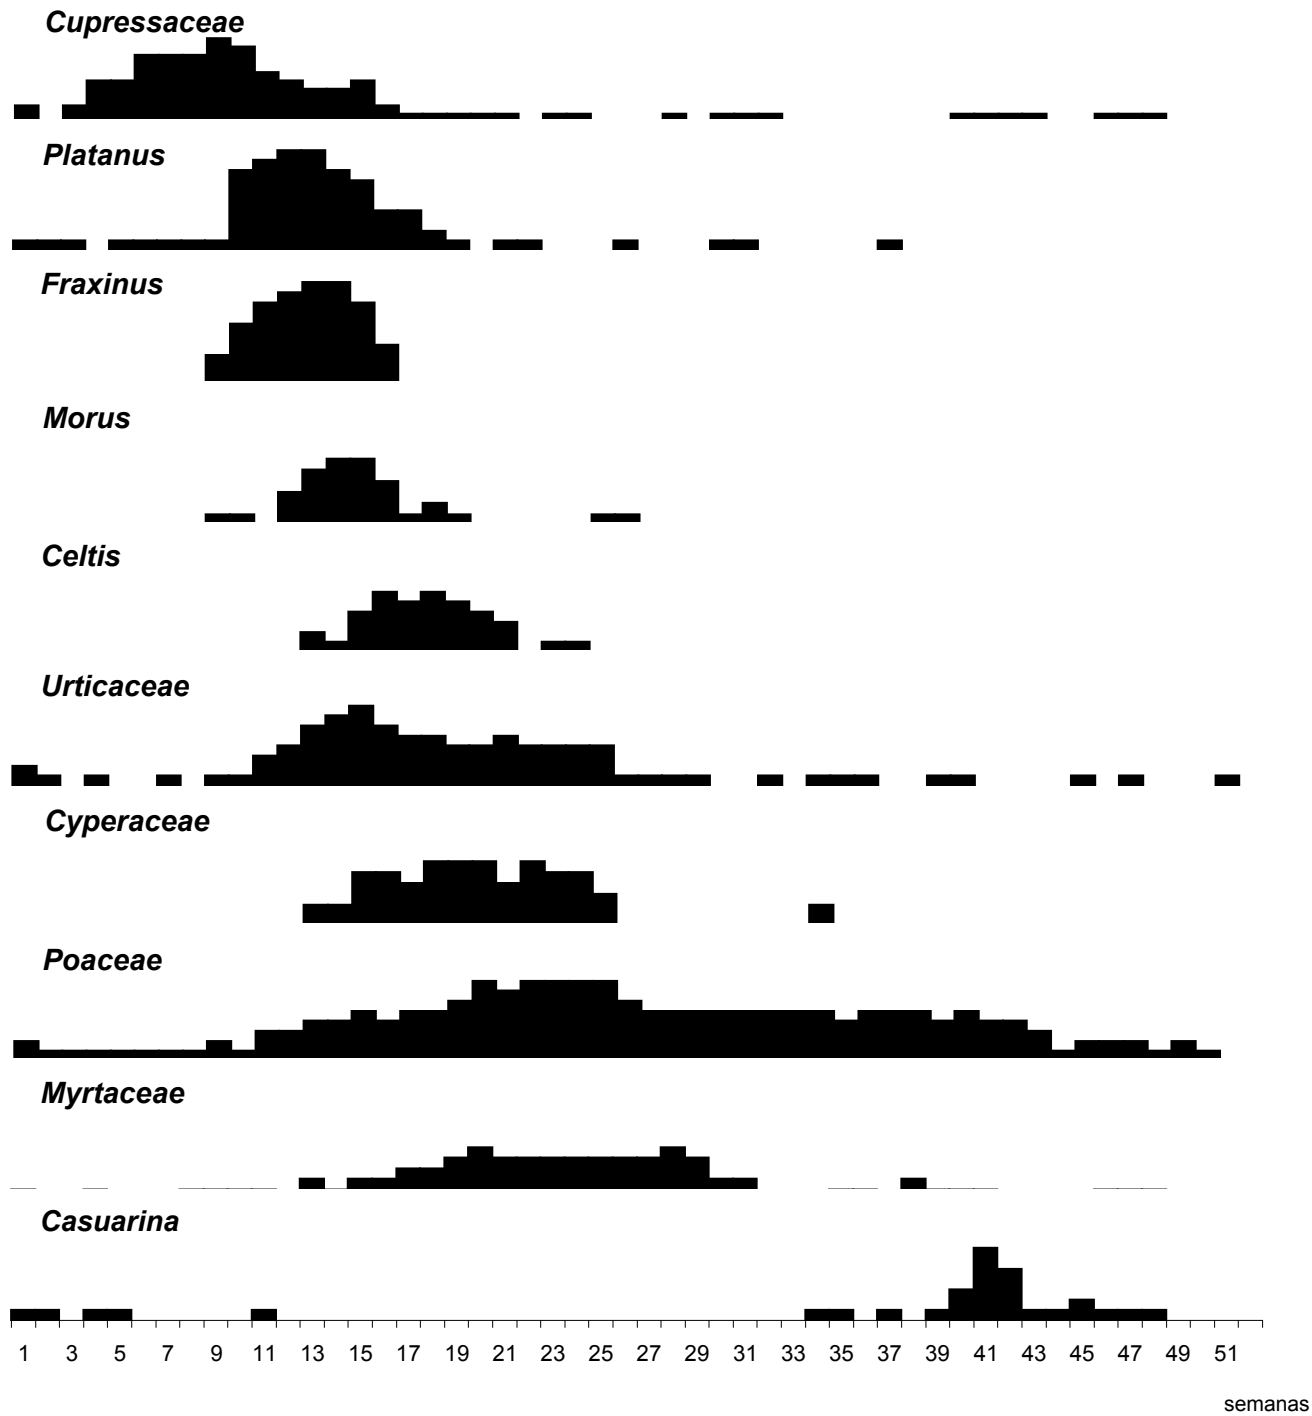 Cupressaceae
Platanus
Fraxinus
Morus
Celtis
Urticaceae
Cyperaceae
Poaceae
Myrtaceae
Casuarina
1 3 5 7 9 11 13 15 17 19 21 23 25 27 29 31 33 35 37 39 41 43 45 47 49 51
semanas